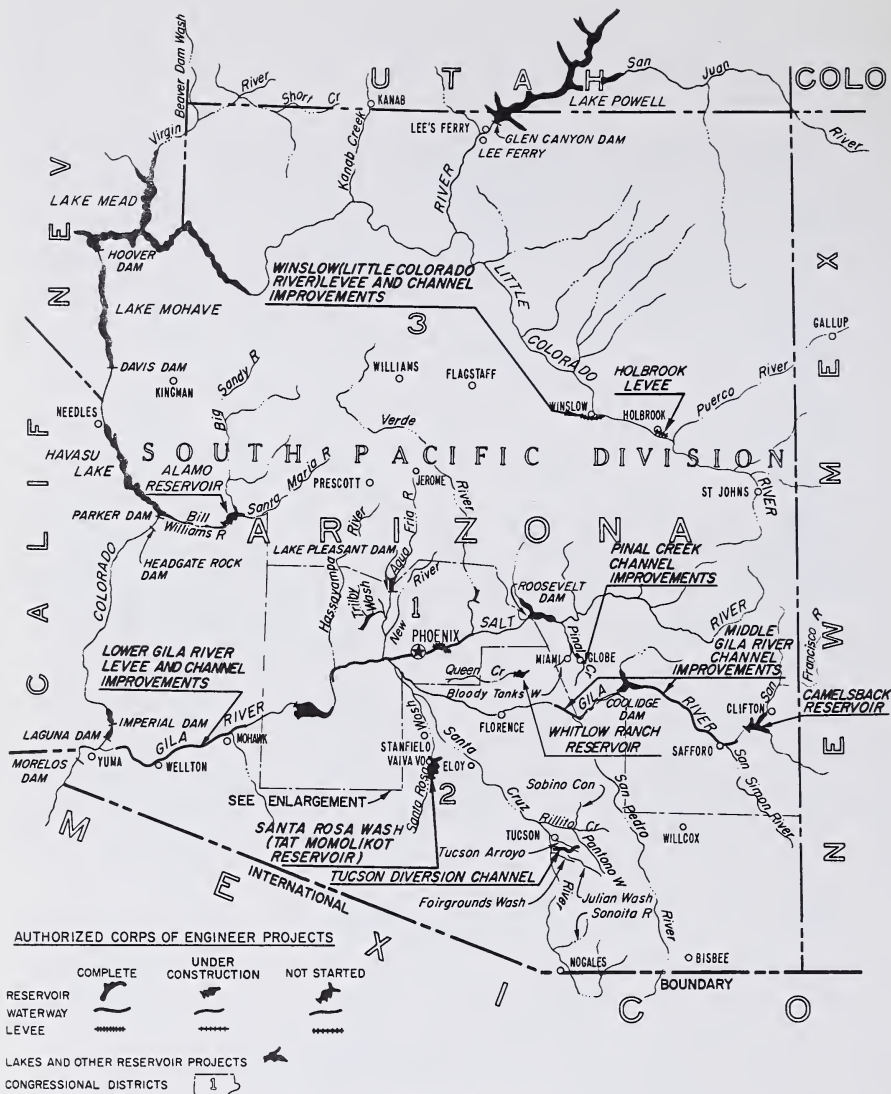 UTAH
COLO
NEV
CALIF
NEW MEX
MEXICO
ARIZONA
SOUTH PACIFIC DIVISION
Beaver Dam Wash
Virgin River
Short Cr
KANAB
Kanab Creek
San Juan River
LAKE POWELL
LEE'S FERRY
GLEN CANYON DAM
LEE FERRY
RIVER
LAKE MEAD
HOOVER DAM
LAKE MOHAVE
WINSLOW (LITTLE COLORADO
RIVER) LEVEE AND CHANNEL
IMPROVEMENTS
LITTLE
COLORADO
RIVER
3
GALLUP
DAVIS DAM
KINGMAN
Big Sandy R
WILLIAMS
FLAGSTAFF
HOLBROOK
LEVEE
Puerco River
NEEDLES
Verde River
WINSLOW
HOLBROOK
HAVASU
LAKE
ALAMO
RESERVOIR
Santa Maria R
PRESCOTT
JEROME
ST JOHNS
PARKER DAM
Bill
Williams R
HEADGATE ROCK
DAM
COLORADO
LAKE PLEASANT DAM
Hassayampa River
Aqua Fria R
New River
Trilby Wash
1
PHOENIX
SALT
RIVER
ROOSEVELT
DAM
PINAL CREEK
CHANNEL
IMPROVEMENTS
Pinal Cr
MIAMI
GLOBE
MIDDLE
GILA RIVER
CHANNEL
IMPROVEMENTS
San Francisco R
LOWER GILA RIVER
LEVEE AND CHANNEL
IMPROVEMENTS
Queen Cr
Bloody Tanks W
GILA
RIVER
COOLIDGE
DAM
CLIFTON
CAMELSBACK
RESERVOIR
IMPERIAL DAM
LAGUNA DAM
GILA
RIVER
FLORENCE
WHITLOW RANCH
RESERVOIR
SAFFORD
MORELOS
DAM
YUMA
WELLTON
MOHAWK
Wash
STANFIELD
VAIVA VO
ELOY
Santa Cruz River
Santa Rosa
San Simon River
SEE ENLARGEMENT
2
Sabino Can
San Pedro River
SANTA ROSA WASH
(TAT MOMOLIKOT
RESERVOIR)
Rillito Cr
TUCSON
Pantano W
WILLCOX
Tucson Arroyo
TUCSON DIVERSION CHANNEL
Fairgrounds Wash
Julian Wash
Sonoita R
NOGALES
BISBEE
INTERNATIONAL
BOUNDARY
AUTHORIZED CORPS OF ENGINEER PROJECTS
COMPLETE
UNDER
CONSTRUCTION
NOT STARTED
RESERVOIR
WATERWAY
LEVEE
LAKES AND OTHER RESERVOIR PROJECTS
CONGRESSIONAL DISTRICTS 1